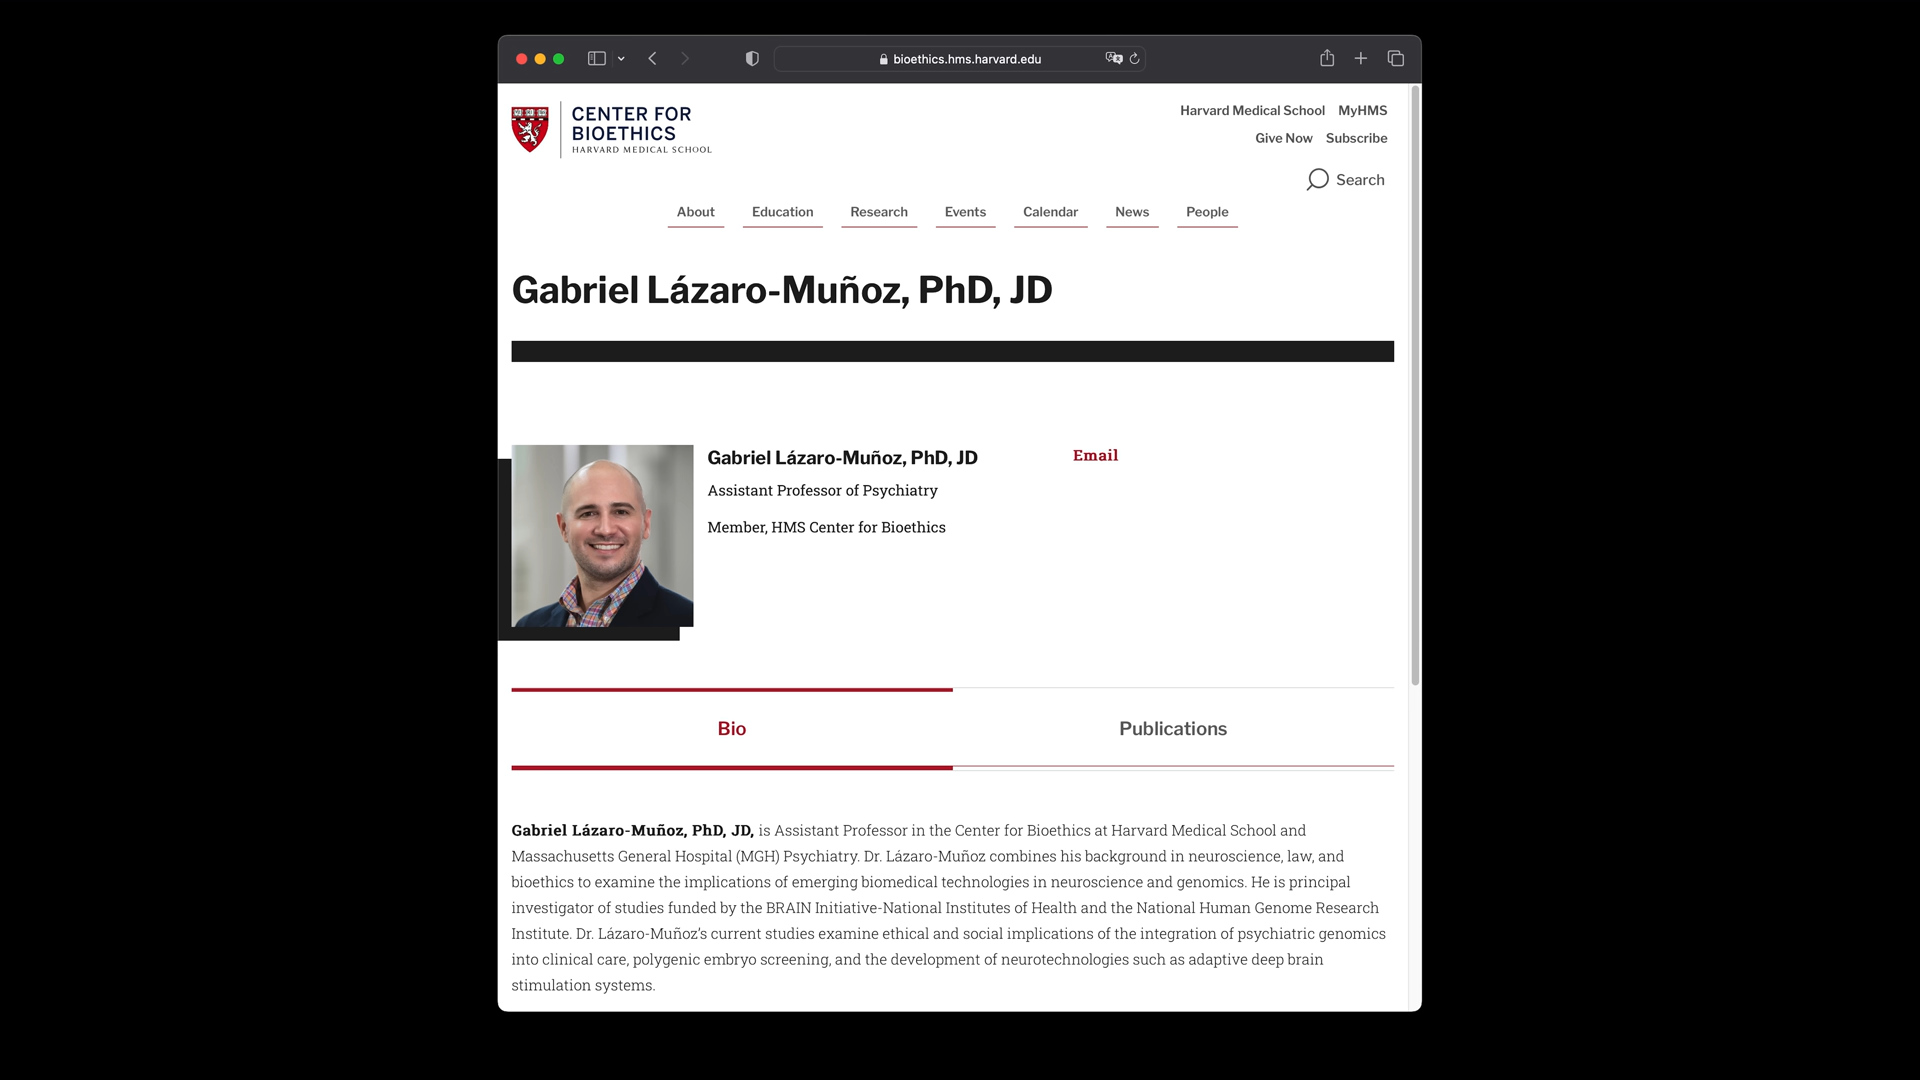 bioethics.hms.harvard.edu
CENTER FOR
BIOETHICS
HARVARD MEDICAL SCHOOL
Harvard Medical School MyHMS
Give Now Subscribe
Search
About Education Research Events Calendar News People
Gabriel Lázaro-Muñoz, PhD, JD
Gabriel Lázaro-Muñoz, PhD, JD
Email
Assistant Professor of Psychiatry
Member, HMS Center for Bioethics
Bio Publications
Gabriel Lázaro-Muñoz, PhD, JD, is Assistant Professor in the Center for Bioethics at Harvard Medical School and
Massachusetts General Hospital (MGH) Psychiatry. Dr. Lázaro-Muñoz combines his background in neuroscience, law, and
bioethics to examine the implications of emerging biomedical technologies in neuroscience and genomics. He is principal
investigator of studies funded by the BRAIN Initiative-National Institutes of Health and the National Human Genome Research
Institute. Dr. Lázaro-Muñoz’s current studies examine ethical and social implications of the integration of psychiatric genomics
into clinical care, polygenic embryo screening, and the development of neurotechnologies such as adaptive deep brain
stimulation systems.